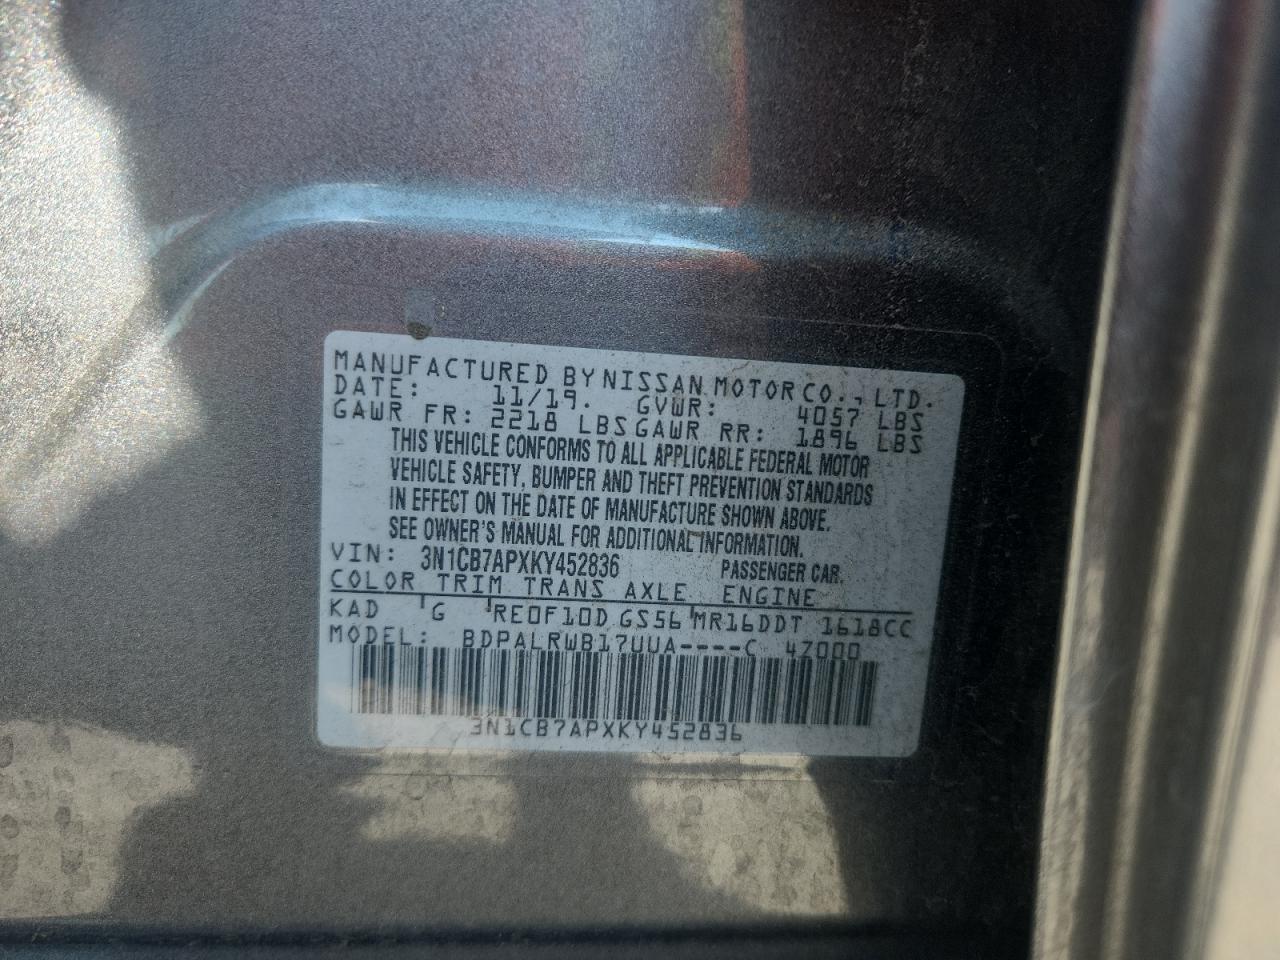 MANUFACTURED BY NISSAN MOTOR CO., LTD.
DATE: 11/19. GVWR: 4057 LBS
GAWR FR: 2218 LBS GAWR RR: 1896 LBS
THIS VEHICLE CONFORMS TO ALL APPLICABLE FEDERAL MOTOR
VEHICLE SAFETY, BUMPER AND THEFT PREVENTION STANDARDS
IN EFFECT ON THE DATE OF MANUFACTURE SHOWN ABOVE.
SEE OWNER'S MANUAL FOR ADDITIONAL INFORMATION.
VIN: 3N1CB7APXKY452836 PASSENGER CAR.
COLOR TRIM TRANS AXLE ENGINE
KAD G RE0F10D GS56 MR16DDT 1618CC
MODEL: BDPALRWB17UUA----C 47000
3N1CB7APXKY452836